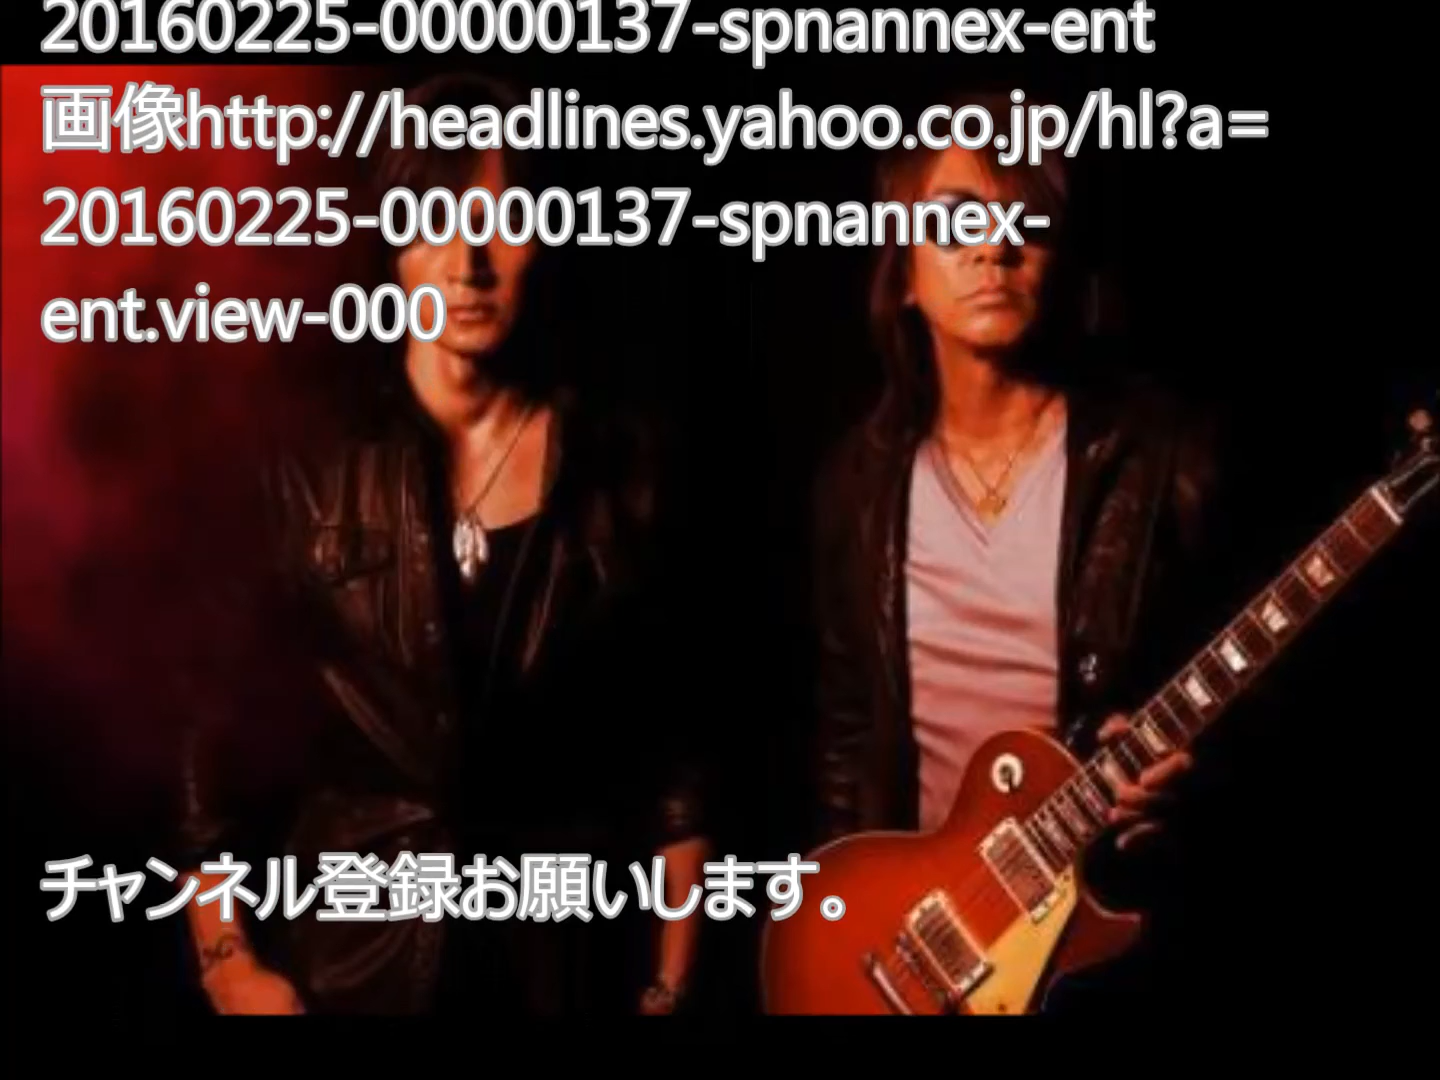 20160225-00000137-spnannex-ent
画像http://headlines.yahoo.co.jp/hl?a=
20160225-00000137-spnannex-
ent.view-000
チャンネル登録お願いします。